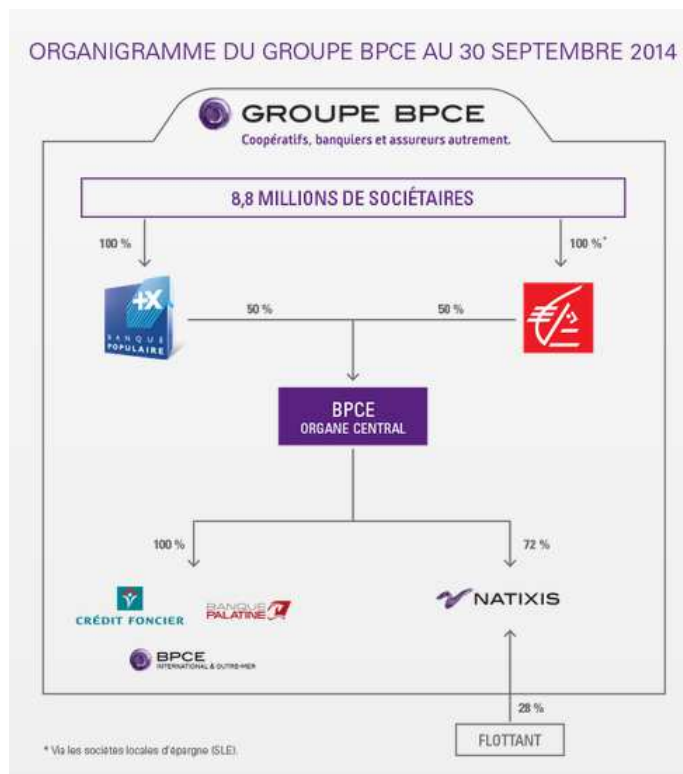 ORGANIGRAMME DU GROUPE BPCE AU 30 SEPTEMBRE 2014
GROUPE BPCE
Coopératifs, banquiers et assureurs autrement.
8,8 MILLIONS DE SOCIÉTAIRES
100 %
100 %*
+X
BANQUE
POPULAIRE
50 %
50 %
BPCE
ORGANE CENTRAL
100 %
72 %
CRÉDIT FONCIER
BANQUE
PALATINE
NATIXIS
BPCE
INTERNATIONAL & OUTRE-MER
28 %
FLOTTANT
* Via les sociétés locales d'épargne (SLE).